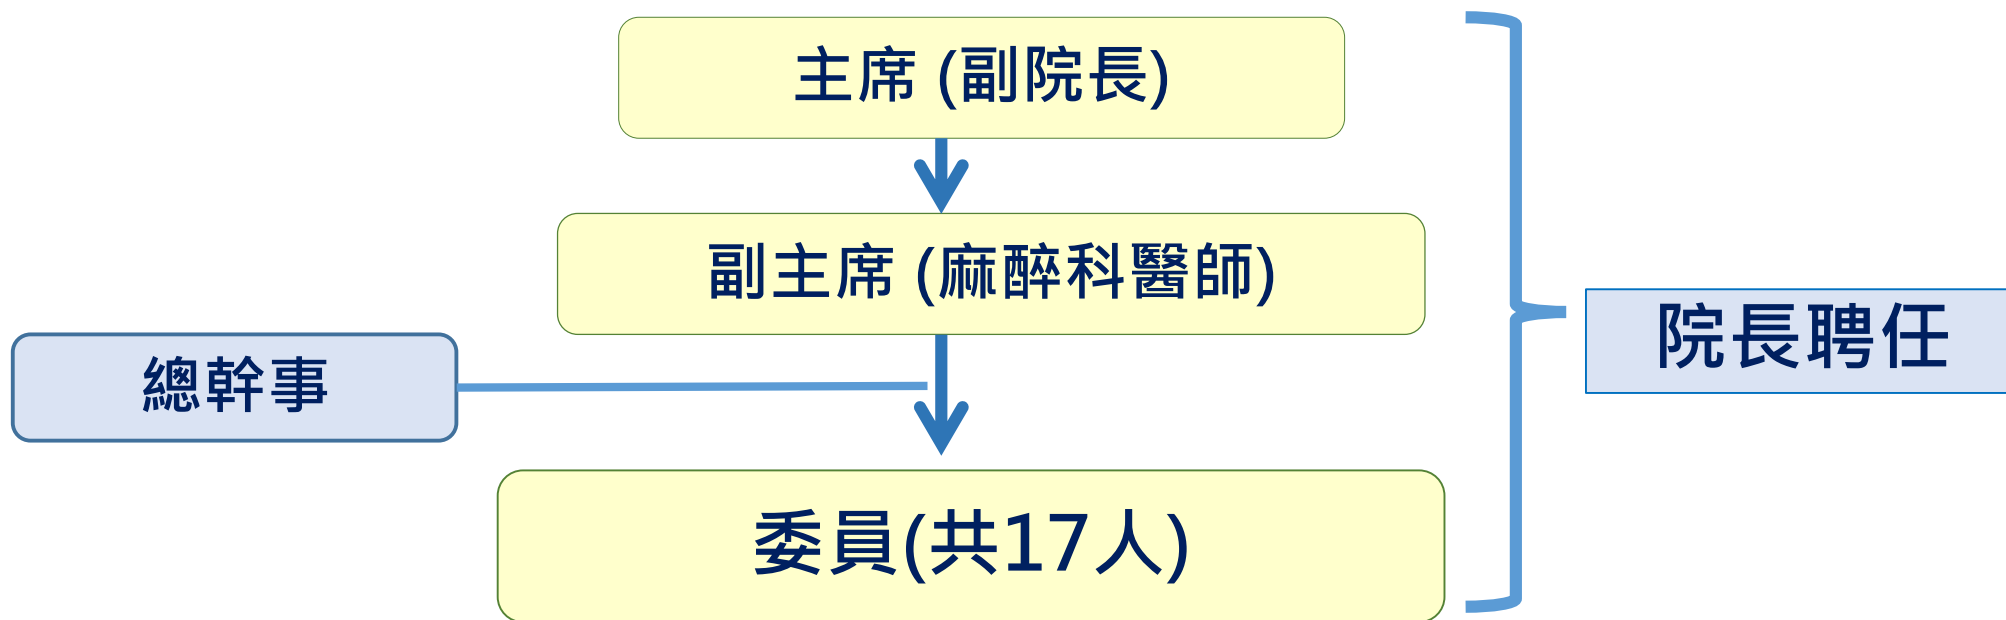 主席 (副院長)
副主席 (麻醉科醫師)
總幹事
委員(共17人)
院長聘任